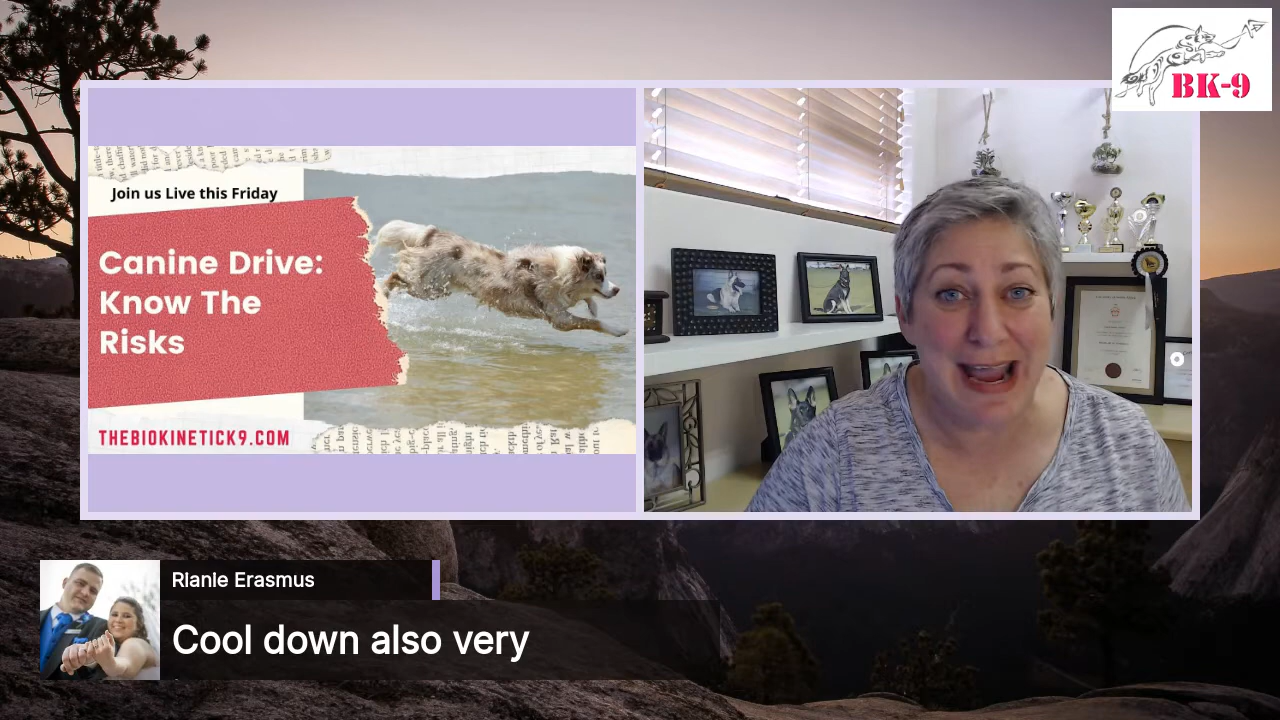 BK-9
Join us Live this Friday
Canine Drive:
Know The
Risks
THEBIOKINETICK9.COM
Rianie Erasmus
Cool down also very